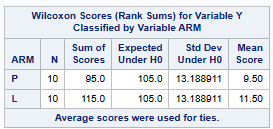 Wilcoxon Scores (Rank Sums) for Variable Y
Classified by Variable ARM
ARM N Sum of Scores Expected Under H0 Std Dev Under H0 Mean Score
P 10 95.0 105.0 13.188911 9.50
L 10 115.0 105.0 13.188911 11.50
Average scores were used for ties.